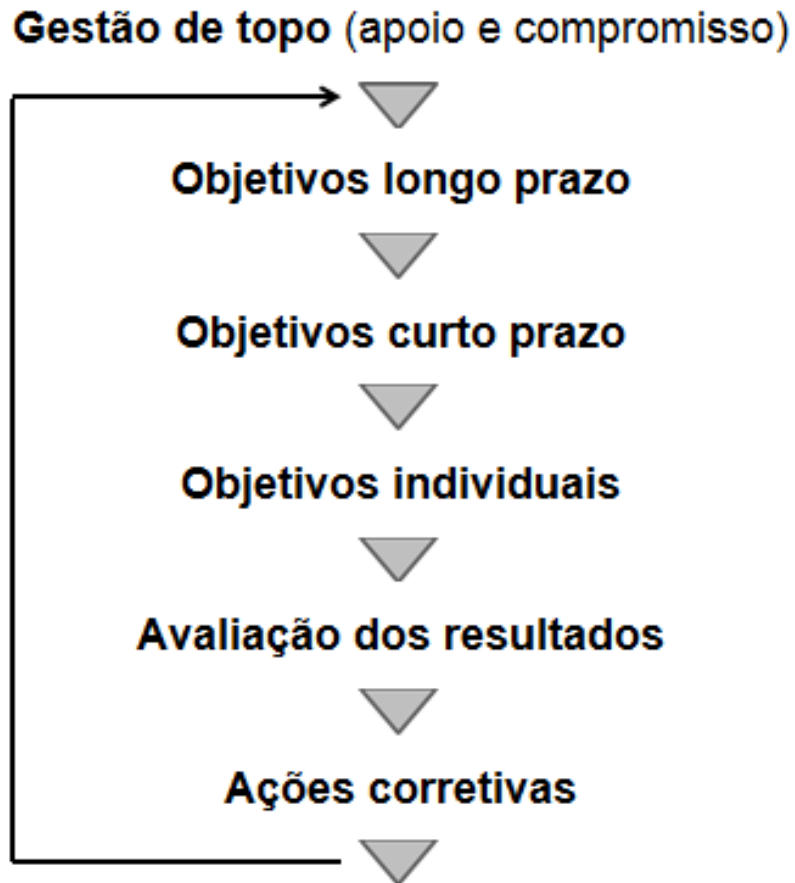 Gestão de topo (apoio e compromisso)
Objetivos longo prazo
Objetivos curto prazo
Objetivos individuais
Avaliação dos resultados
Ações corretivas